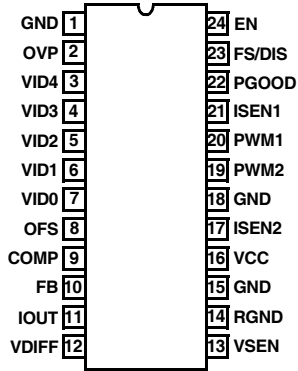 GND 1 24 EN
OVP 2 23 FS/DIS
VID4 3 22 PGOOD
VID3 4 21 ISEN1
VID2 5 20 PWM1
VID1 6 19 PWM2
VID0 7 18 GND
OFS 8 17 ISEN2
COMP 9 16 VCC
FB 10 15 GND
IOUT 11 14 RGND
VDIFF 12 13 VSEN